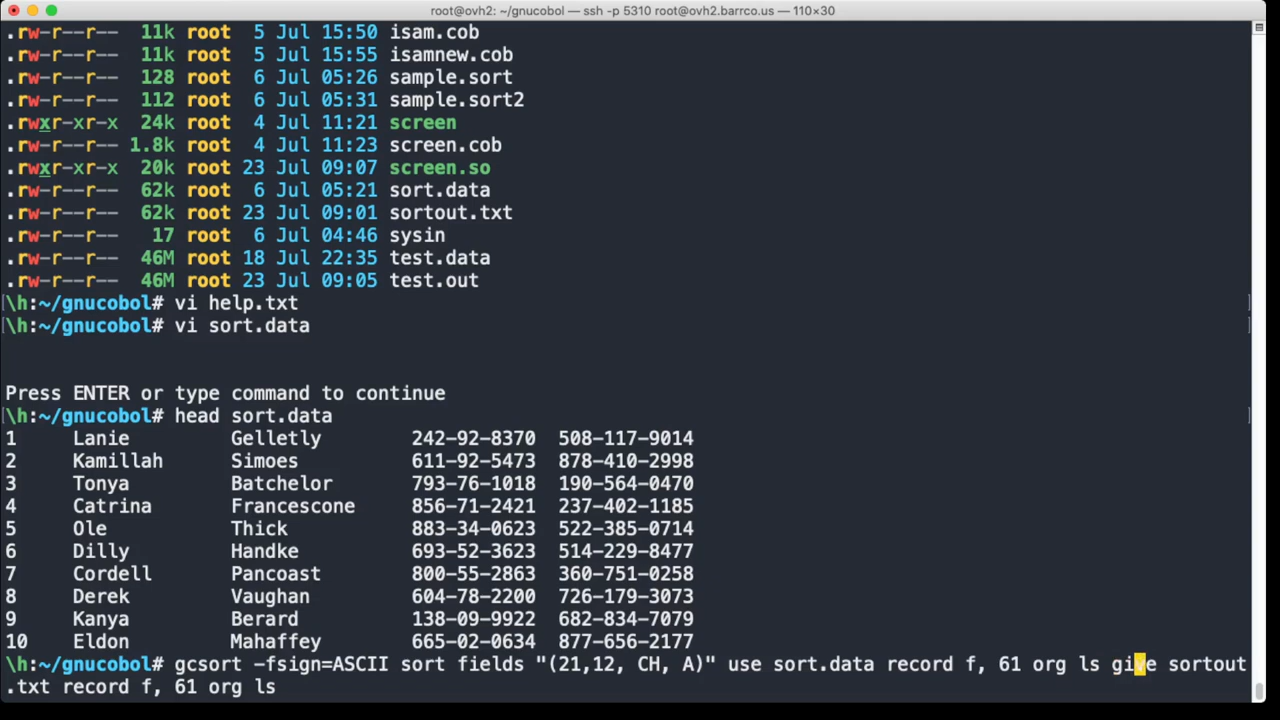 root@ovh2: ~/gnucobol — ssh -p 5310 root@ovh2.barrco.us — 110×30
.rw-r--r-- 11k root 5 Jul 15:50 isam.cob
.rw-r--r-- 11k root 5 Jul 15:55 isamnew.cob
.rw-r--r-- 128 root 6 Jul 05:26 sample.sort
.rw-r--r-- 112 root 6 Jul 05:31 sample.sort2
.rwxr-xr-x 24k root 4 Jul 11:21 screen
.rw-r--r-- 1.8k root 4 Jul 11:23 screen.cob
.rwxr-xr-x 20k root 23 Jul 09:07 screen.so
.rw-r--r-- 62k root 6 Jul 05:21 sort.data
.rw-r--r-- 62k root 23 Jul 09:01 sortout.txt
.rw-r--r-- 17 root 6 Jul 04:46 sysin
.rw-r--r-- 46M root 18 Jul 22:35 test.data
.rw-r--r-- 46M root 23 Jul 09:05 test.out
[\h:~/gnucobol# vi help.txt ]
[\h:~/gnucobol# vi sort.data ]
Press ENTER or type command to continue
[\h:~/gnucobol# head sort.data ]
1 Lanie Gelletly 242-92-8370 508-117-9014
2 Kamillah Simoes 611-92-5473 878-410-2998
3 Tonya Batchelor 793-76-1018 190-564-0470
4 Catrina Francescone 856-71-2421 237-402-1185
5 Ole Thick 883-34-0623 522-385-0714
6 Dilly Handke 693-52-3623 514-229-8477
7 Cordell Pancoast 800-55-2863 360-751-0258
8 Derek Vaughan 604-78-2200 726-179-3073
9 Kanya Berard 138-09-9922 682-834-7079
10 Eldon Mahaffey 665-02-0634 877-656-2177
\h:~/gnucobol# gcsort -fsign=ASCII sort fields "(21,12, CH, A)" use sort.data record f, 61 org ls give sortout
.txt record f, 61 org ls